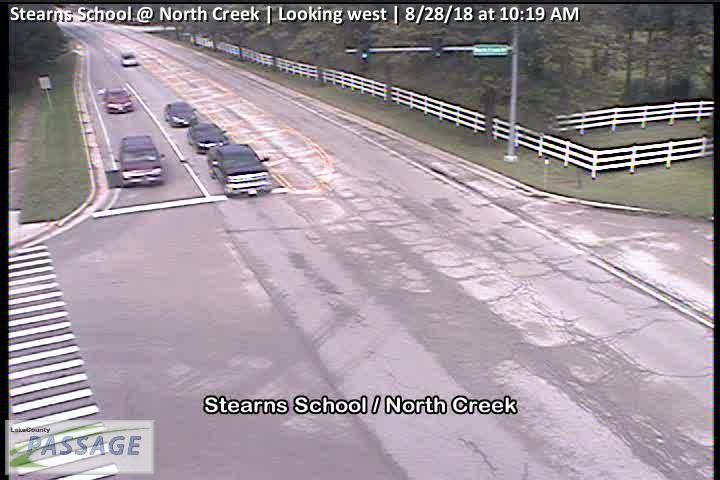 Stearns School @ North Creek | Looking west | 8/28/18 at 10:19 AM
Stearns School / North Creek
LakeCounty
PASSAGE